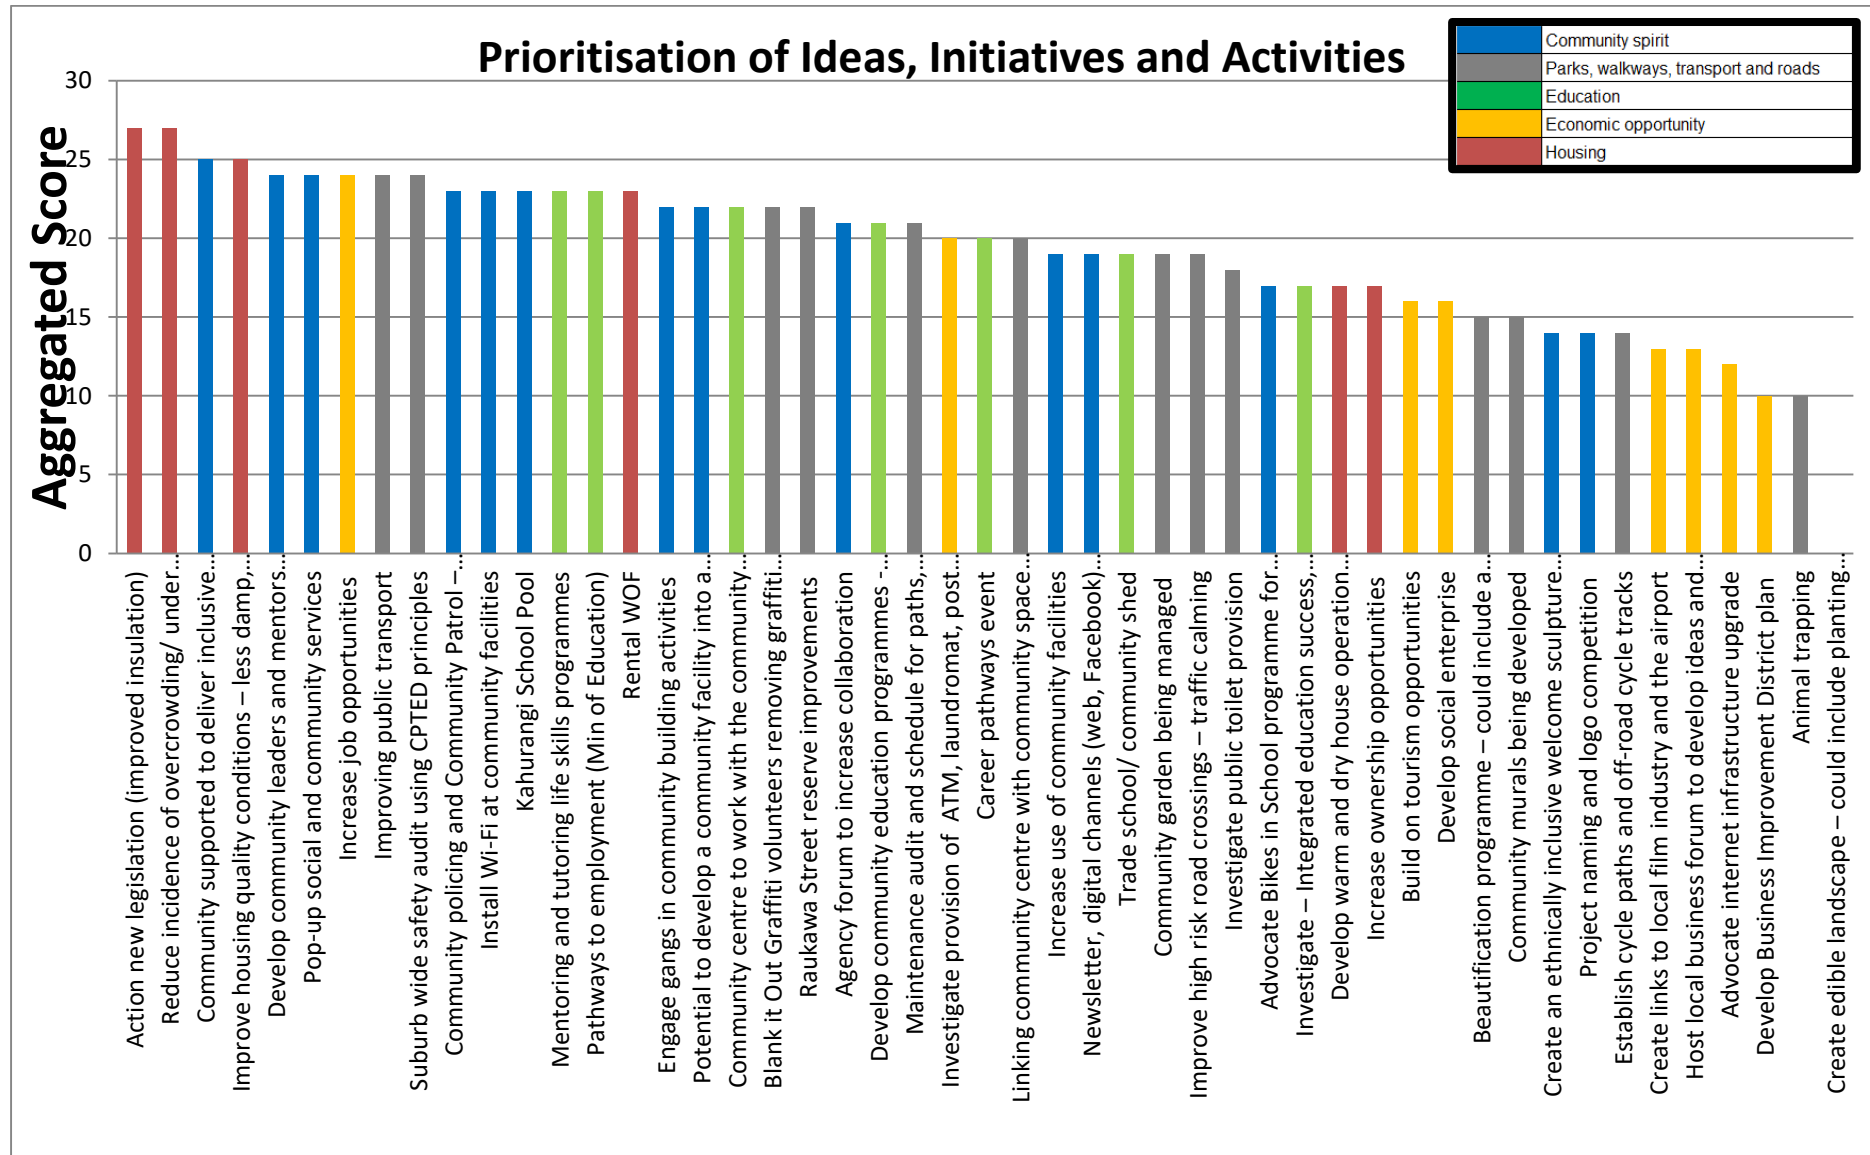 Prioritisation of Ideas, Initiatives and Activities
Community spirit
Parks, walkways, transport and roads
Education
Economic opportunity
Housing
Aggregated Score
30
25
20
15
10
5
0
Action new legislation (improved insulation)
Reduce incidence of overcrowding/ under…
Community supported to deliver inclusive…
Improve housing quality conditions – less damp,…
Develop community leaders and mentors…
Pop-up social and community services
Increase job opportunities
Improving public transport
Suburb wide safety audit using CPTED principles
Community policing and Community Patrol –…
Install Wi-Fi at community facilities
Kahurangi School Pool
Mentoring and tutoring life skills programmes
Pathways to employment (Min of Education)
Rental WOF
Engage gangs in community building activities
Potential to develop a community facility into a…
Community centre to work with the community…
Blank it Out Graffiti volunteers removing graffiti…
Raukawa Street reserve improvements
Agency forum to increase collaboration
Develop community education programmes -…
Maintenance audit and schedule for paths,…
Investigate provision of  ATM, laundromat, post…
Career pathways event
Linking community centre with community space…
Increase use of community facilities
Newsletter, digital channels (web, Facebook)…
Trade school/ community shed
Community garden being managed
Improve high risk road crossings – traffic calming
Investigate public toilet provision
Advocate Bikes in School programme for…
Investigate – Integrated education success,…
Develop warm and dry house operation…
Increase ownership opportunities
Build on tourism opportunities
Develop social enterprise
Beautification programme – could include a…
Community murals being developed
Create an ethnically inclusive welcome sculpture…
Project naming and logo competition
Establish cycle paths and off-road cycle tracks
Create links to local film industry and the airport
Host local business forum to develop ideas and…
Advocate internet infrastructure upgrade
Develop Business Improvement District plan
Animal trapping
Create edible landscape – could include planting…